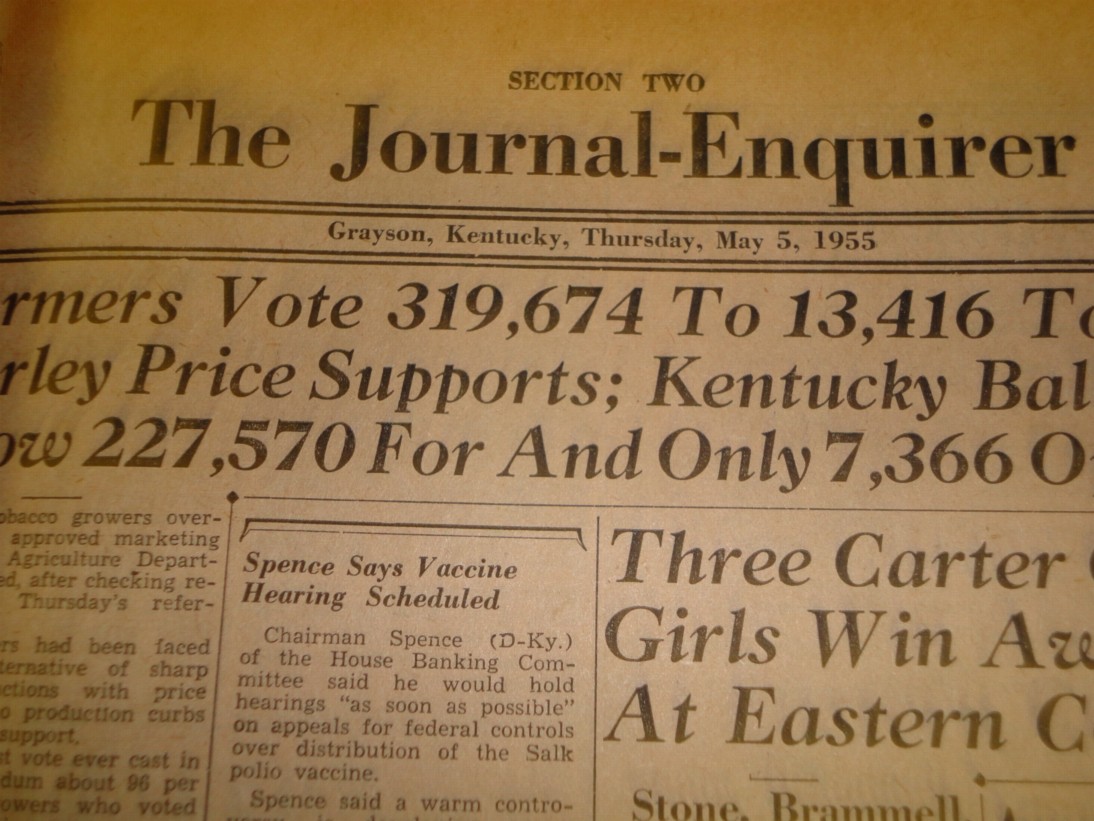 SECTION TWO
The Journal-Enquirer
Grayson, Kentucky, Thursday, May 5, 1955
rmers Vote 319,674 To 13,416 To
rley Price Supports; Kentucky Bal
ow 227,570 For And Only 7,366 O
obacco growers over-
approved marketing
Agriculture Depart-
ed, after checking re-
Thursday's refer-
rs had been faced
ternative of sharp
ctions with price
o production curbs
support.
st vote ever cast in
dum about 96 per
owers who voted
Spence Says Vaccine
Hearing Scheduled
Chairman Spence (D-Ky.)
of the House Banking Com-
mittee said he would hold
hearings "as soon as possible"
on appeals for federal controls
over distribution of the Salk
polio vaccine.
Spence said a warm contro-
Three Carter
Girls Win Aw
At Eastern C
Stone, Brammell,